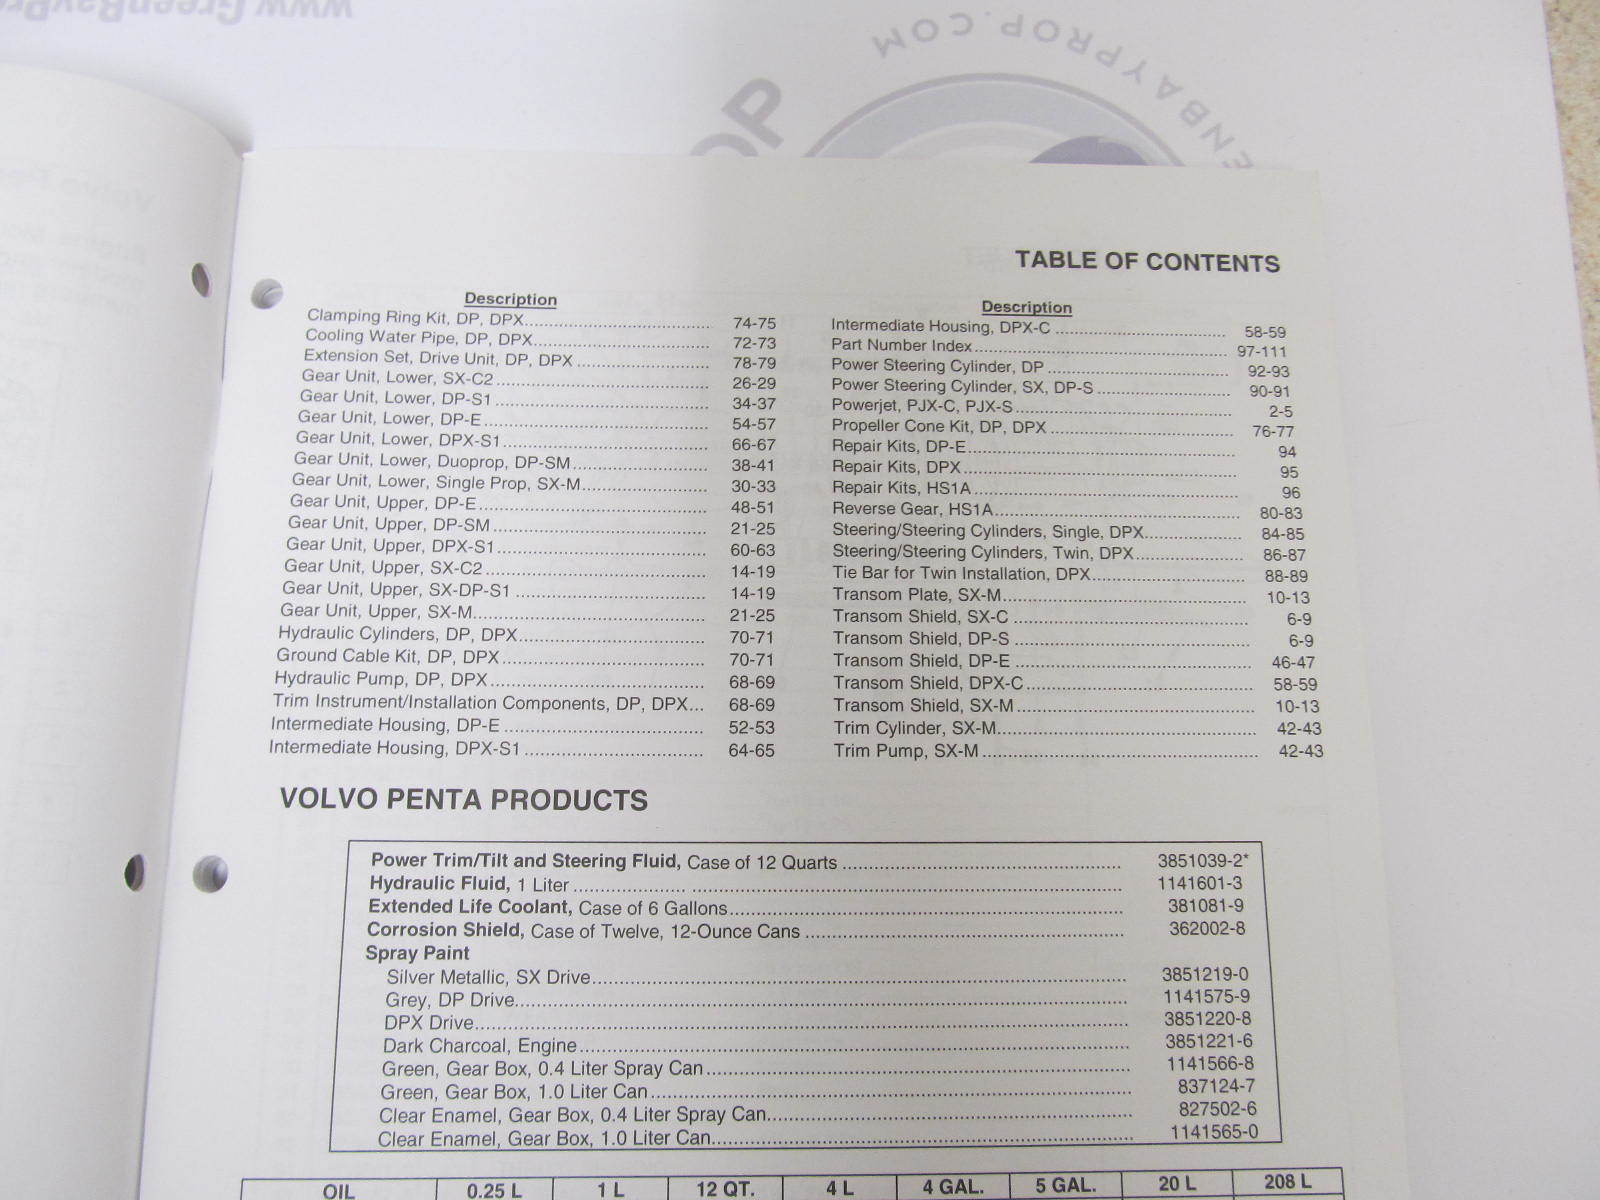 www.GreenBayPro
ENBAYPROP.COM
OP
TABLE OF CONTENTS
Description
Clamping Ring Kit, DP, DPX 74-75
Cooling Water Pipe, DP, DPX 72-73
Extension Set, Drive Unit, DP, DPX 78-79
Gear Unit, Lower, SX-C2 26-29
Gear Unit, Lower, DP-S1 34-37
Gear Unit, Lower, DP-E 54-57
Gear Unit, Lower, DPX-S1 66-67
Gear Unit, Lower, Duoprop, DP-SM 38-41
Gear Unit, Lower, Single Prop, SX-M 30-33
Gear Unit, Upper, DP-E 48-51
Gear Unit, Upper, DP-SM 21-25
Gear Unit, Upper, DPX-S1 60-63
Gear Unit, Upper, SX-C2 14-19
Gear Unit, Upper, SX-DP-S1 14-19
Gear Unit, Upper, SX-M 21-25
Hydraulic Cylinders, DP, DPX 70-71
Ground Cable Kit, DP, DPX 70-71
Hydraulic Pump, DP, DPX 68-69
Trim Instrument/Installation Components, DP, DPX... 68-69
Intermediate Housing, DP-E 52-53
Intermediate Housing, DPX-S1 64-65
Description
Intermediate Housing, DPX-C 58-59
Part Number Index 97-111
Power Steering Cylinder, DP 92-93
Power Steering Cylinder, SX, DP-S 90-91
Powerjet, PJX-C, PJX-S 2-5
Propeller Cone Kit, DP, DPX 76-77
Repair Kits, DP-E 94
Repair Kits, DPX 95
Repair Kits, HS1A 96
Reverse Gear, HS1A 80-83
Steering/Steering Cylinders, Single, DPX 84-85
Steering/Steering Cylinders, Twin, DPX 86-87
Tie Bar for Twin Installation, DPX 88-89
Transom Plate, SX-M 10-13
Transom Shield, SX-C 6-9
Transom Shield, DP-S 6-9
Transom Shield, DP-E 46-47
Transom Shield, DPX-C 58-59
Transom Shield, SX-M 10-13
Trim Cylinder, SX-M 42-43
Trim Pump, SX-M 42-43
VOLVO PENTA PRODUCTS
Power Trim/Tilt and Steering Fluid, Case of 12 Quarts 3851039-2*
Hydraulic Fluid, 1 Liter 1141601-3
Extended Life Coolant, Case of 6 Gallons 381081-9
Corrosion Shield, Case of Twelve, 12-Ounce Cans 362002-8
Spray Paint
Silver Metallic, SX Drive 3851219-0
Grey, DP Drive 1141575-9
DPX Drive 3851220-8
Dark Charcoal, Engine 3851221-6
Green, Gear Box, 0.4 Liter Spray Can 1141566-8
Green, Gear Box, 1.0 Liter Can 837124-7
Clear Enamel, Gear Box, 0.4 Liter Spray Can 827502-6
Clear Enamel, Gear Box, 1.0 Liter Can 1141565-0
OIL 0.25 L 1 L 12 QT. 4 L 4 GAL. 5 GAL. 20 L 208 L